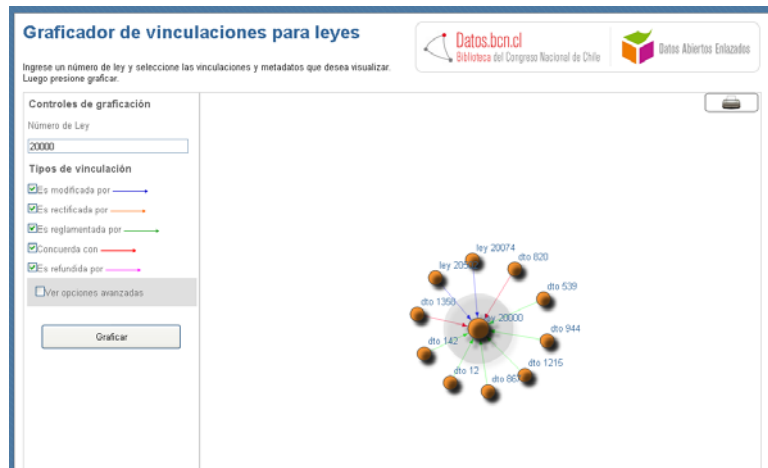 Graficador de vinculaciones para leyes
Datos.bcn.cl
Biblioteca del Congreso Nacional de Chile
Datos Abiertos Enlazados
Ingrese un número de ley y seleccione las vinculaciones y metadatos que desea visualizar.
Luego presione graficar.
Controles de graficación
Número de Ley
20000
Tipos de vinculación
Es modificada por
Es rectificada por
Es reglamentada por
Concuerda con
Es refundida por
Ver opciones avanzadas
Graficar
ley 20074
dto 820
ley
dto 539
dto 1358
ley 20000
dto 944
dto 142
dto 1215
dto 12
dto